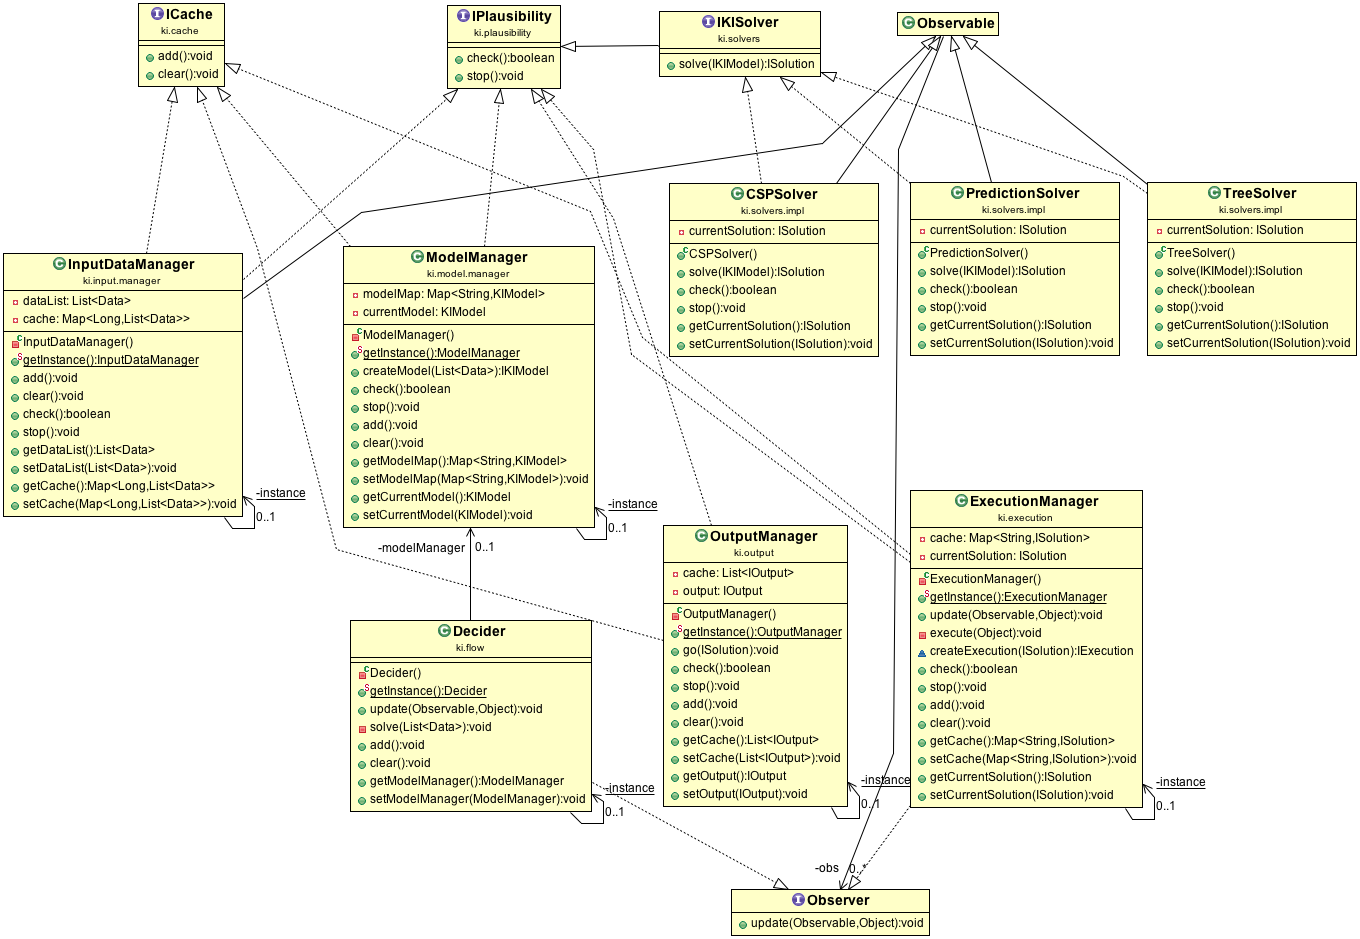 ICache
ki.cache
add():void
clear():void
IPlausibility
ki.plausibility
check():boolean
stop():void
IKISolver
ki.solvers
solve(IKIModel):ISolution
Observable
CSPSolver
ki.solvers.impl
currentSolution: ISolution
CSPSolver()
solve(IKIModel):ISolution
check():boolean
stop():void
getCurrentSolution():ISolution
setCurrentSolution(ISolution):void
PredictionSolver
ki.solvers.impl
currentSolution: ISolution
PredictionSolver()
solve(IKIModel):ISolution
check():boolean
stop():void
getCurrentSolution():ISolution
setCurrentSolution(ISolution):void
TreeSolver
ki.solvers.impl
currentSolution: ISolution
TreeSolver()
solve(IKIModel):ISolution
check():boolean
stop():void
getCurrentSolution():ISolution
setCurrentSolution(ISolution):void
InputDataManager
ki.input.manager
dataList: List<Data>
cache: Map<Long,List<Data>>
InputDataManager()
getInstance():InputDataManager
add():void
clear():void
check():boolean
stop():void
getDataList():List<Data>
setDataList(List<Data>):void
getCache():Map<Long,List<Data>>
setCache(Map<Long,List<Data>>):void
-instance
0..1
ModelManager
ki.model.manager
modelMap: Map<String,KIModel>
currentModel: KIModel
ModelManager()
getInstance():ModelManager
createModel(List<Data>):IKIModel
check():boolean
stop():void
add():void
clear():void
getModelMap():Map<String,KIModel>
setModelMap(Map<String,KIModel>):void
getCurrentModel():KIModel
setCurrentModel(KIModel):void
-instance
0..1
-modelManager
0..1
Decider
ki.flow
Decider()
getInstance():Decider
update(Observable,Object):void
solve(List<Data>):void
add():void
clear():void
getModelManager():ModelManager
setModelManager(ModelManager):void
-instance
0..1
OutputManager
ki.output
cache: List<IOutput>
output: IOutput
OutputManager()
getInstance():OutputManager
go(ISolution):void
check():boolean
stop():void
add():void
clear():void
getCache():List<IOutput>
setCache(List<IOutput>):void
getOutput():IOutput
setOutput(IOutput):void
-instance
0..1
ExecutionManager
ki.execution
cache: Map<String,ISolution>
currentSolution: ISolution
ExecutionManager()
getInstance():ExecutionManager
update(Observable,Object):void
execute(Object):void
createExecution(ISolution):IExecution
check():boolean
stop():void
add():void
clear():void
getCache():Map<String,ISolution>
setCache(Map<String,ISolution>):void
getCurrentSolution():ISolution
setCurrentSolution(ISolution):void
-instance
0..1
-obs
0..*
Observer
update(Observable,Object):void